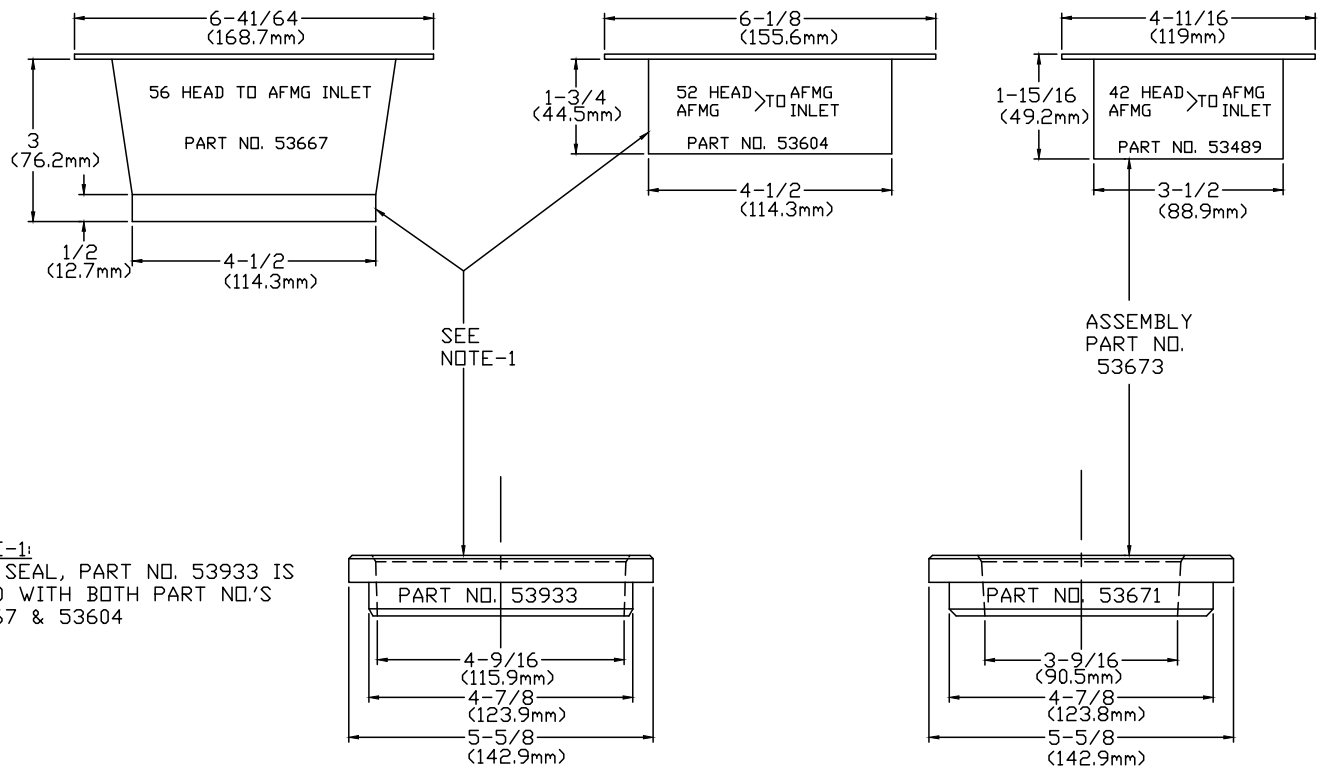 6-41/64
(168.7mm)
56 HEAD TO AFMG INLET
PART NO. 53667
3
(76.2mm)
1/2
(12.7mm)
4-1/2
(114.3mm)
6-1/8
(155.6mm)
1-3/4
(44.5mm)
52 HEAD > TO AFMG
AFMG INLET
PART NO. 53604
4-1/2
(114.3mm)
4-11/16
(119mm)
1-15/16
(49.2mm)
42 HEAD > TO AFMG
AFMG INLET
PART NO. 53489
3-1/2
(88.9mm)
SEE
NOTE-1
ASSEMBLY
PART NO.
53673
E-1:
SEAL, PART NO. 53933 IS
D WITH BOTH PART NO.'S
67 & 53604
PART NO. 53933
4-9/16
(115.9mm)
4-7/8
(123.9mm)
5-5/8
(142.9mm)
PART NO. 53671
3-9/16
(90.5mm)
4-7/8
(123.8mm)
5-5/8
(142.9mm)